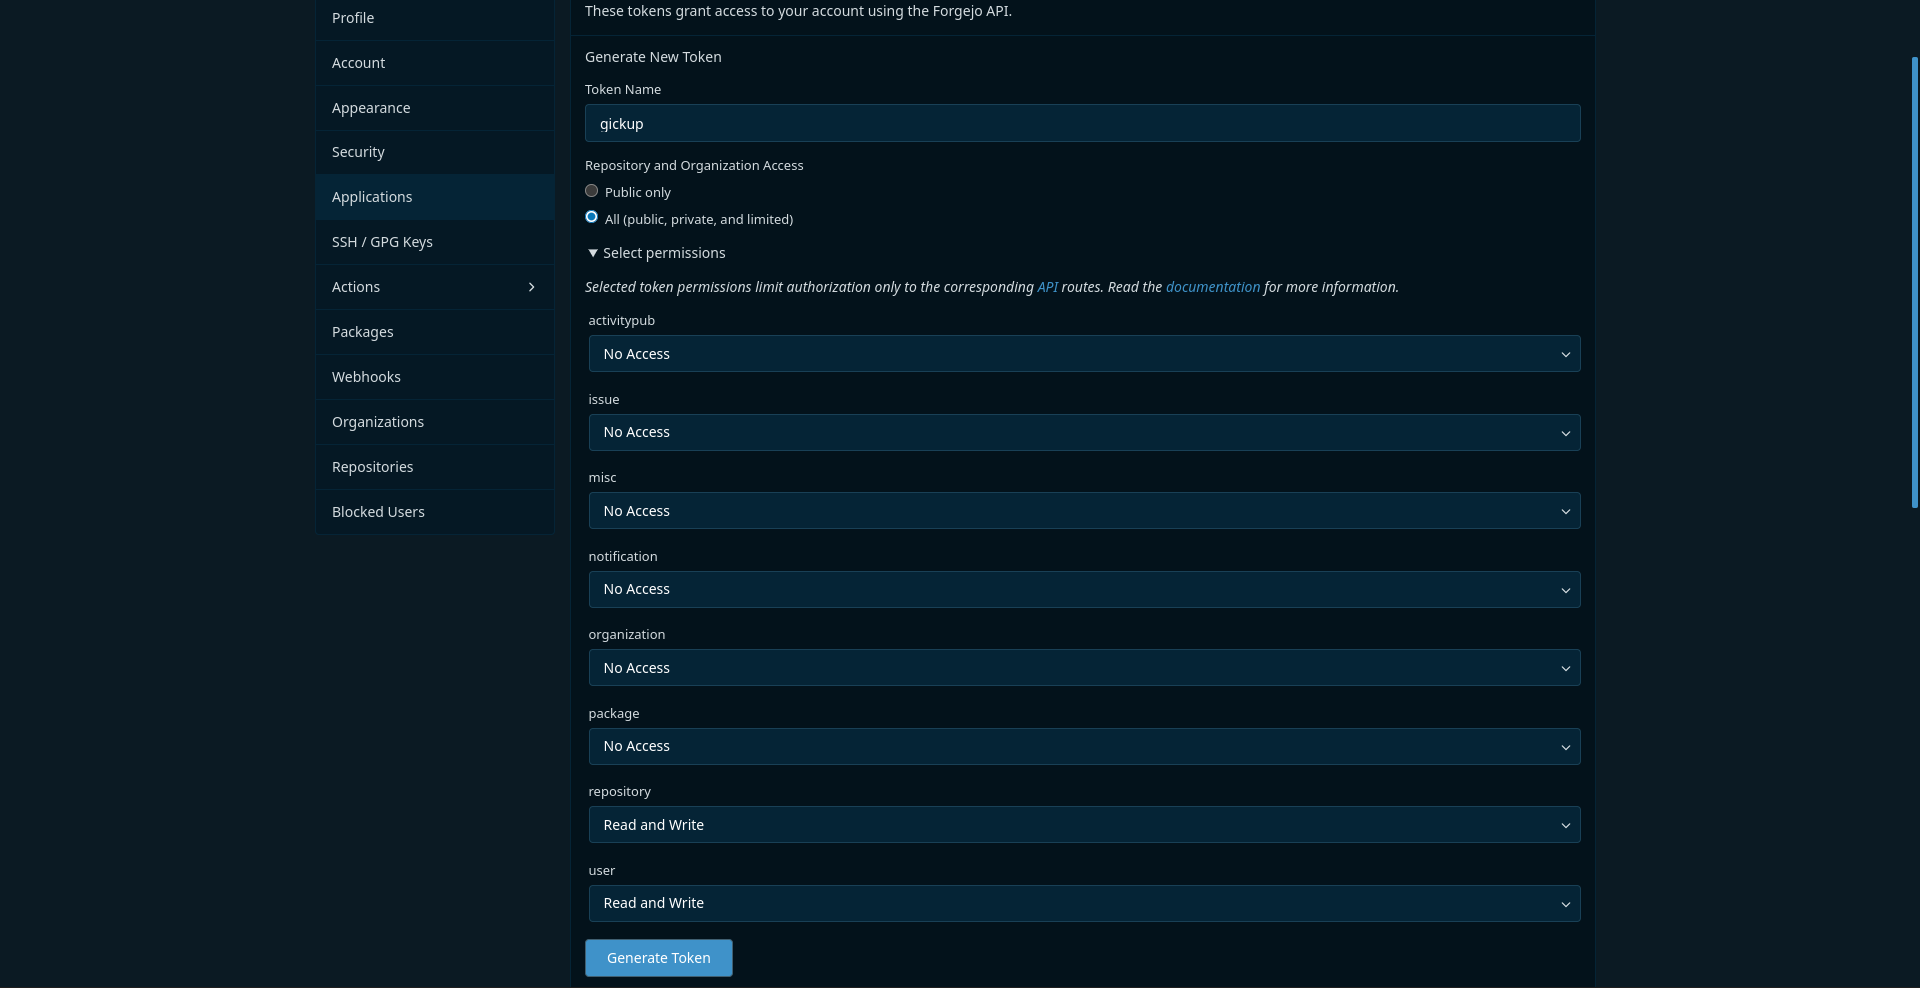 Profile
Account
Appearance
Security
Applications
SSH / GPG Keys
Actions
Packages
Webhooks
Organizations
Repositories
Blocked Users
These tokens grant access to your account using the Forgejo API.
Generate New Token
Token Name
gickup
Repository and Organization Access
Public only
All (public, private, and limited)
Select permissions
Selected token permissions limit authorization only to the corresponding API routes. Read the documentation for more information.
activitypub
No Access
issue
No Access
misc
No Access
notification
No Access
organization
No Access
package
No Access
repository
Read and Write
user
Read and Write
Generate Token